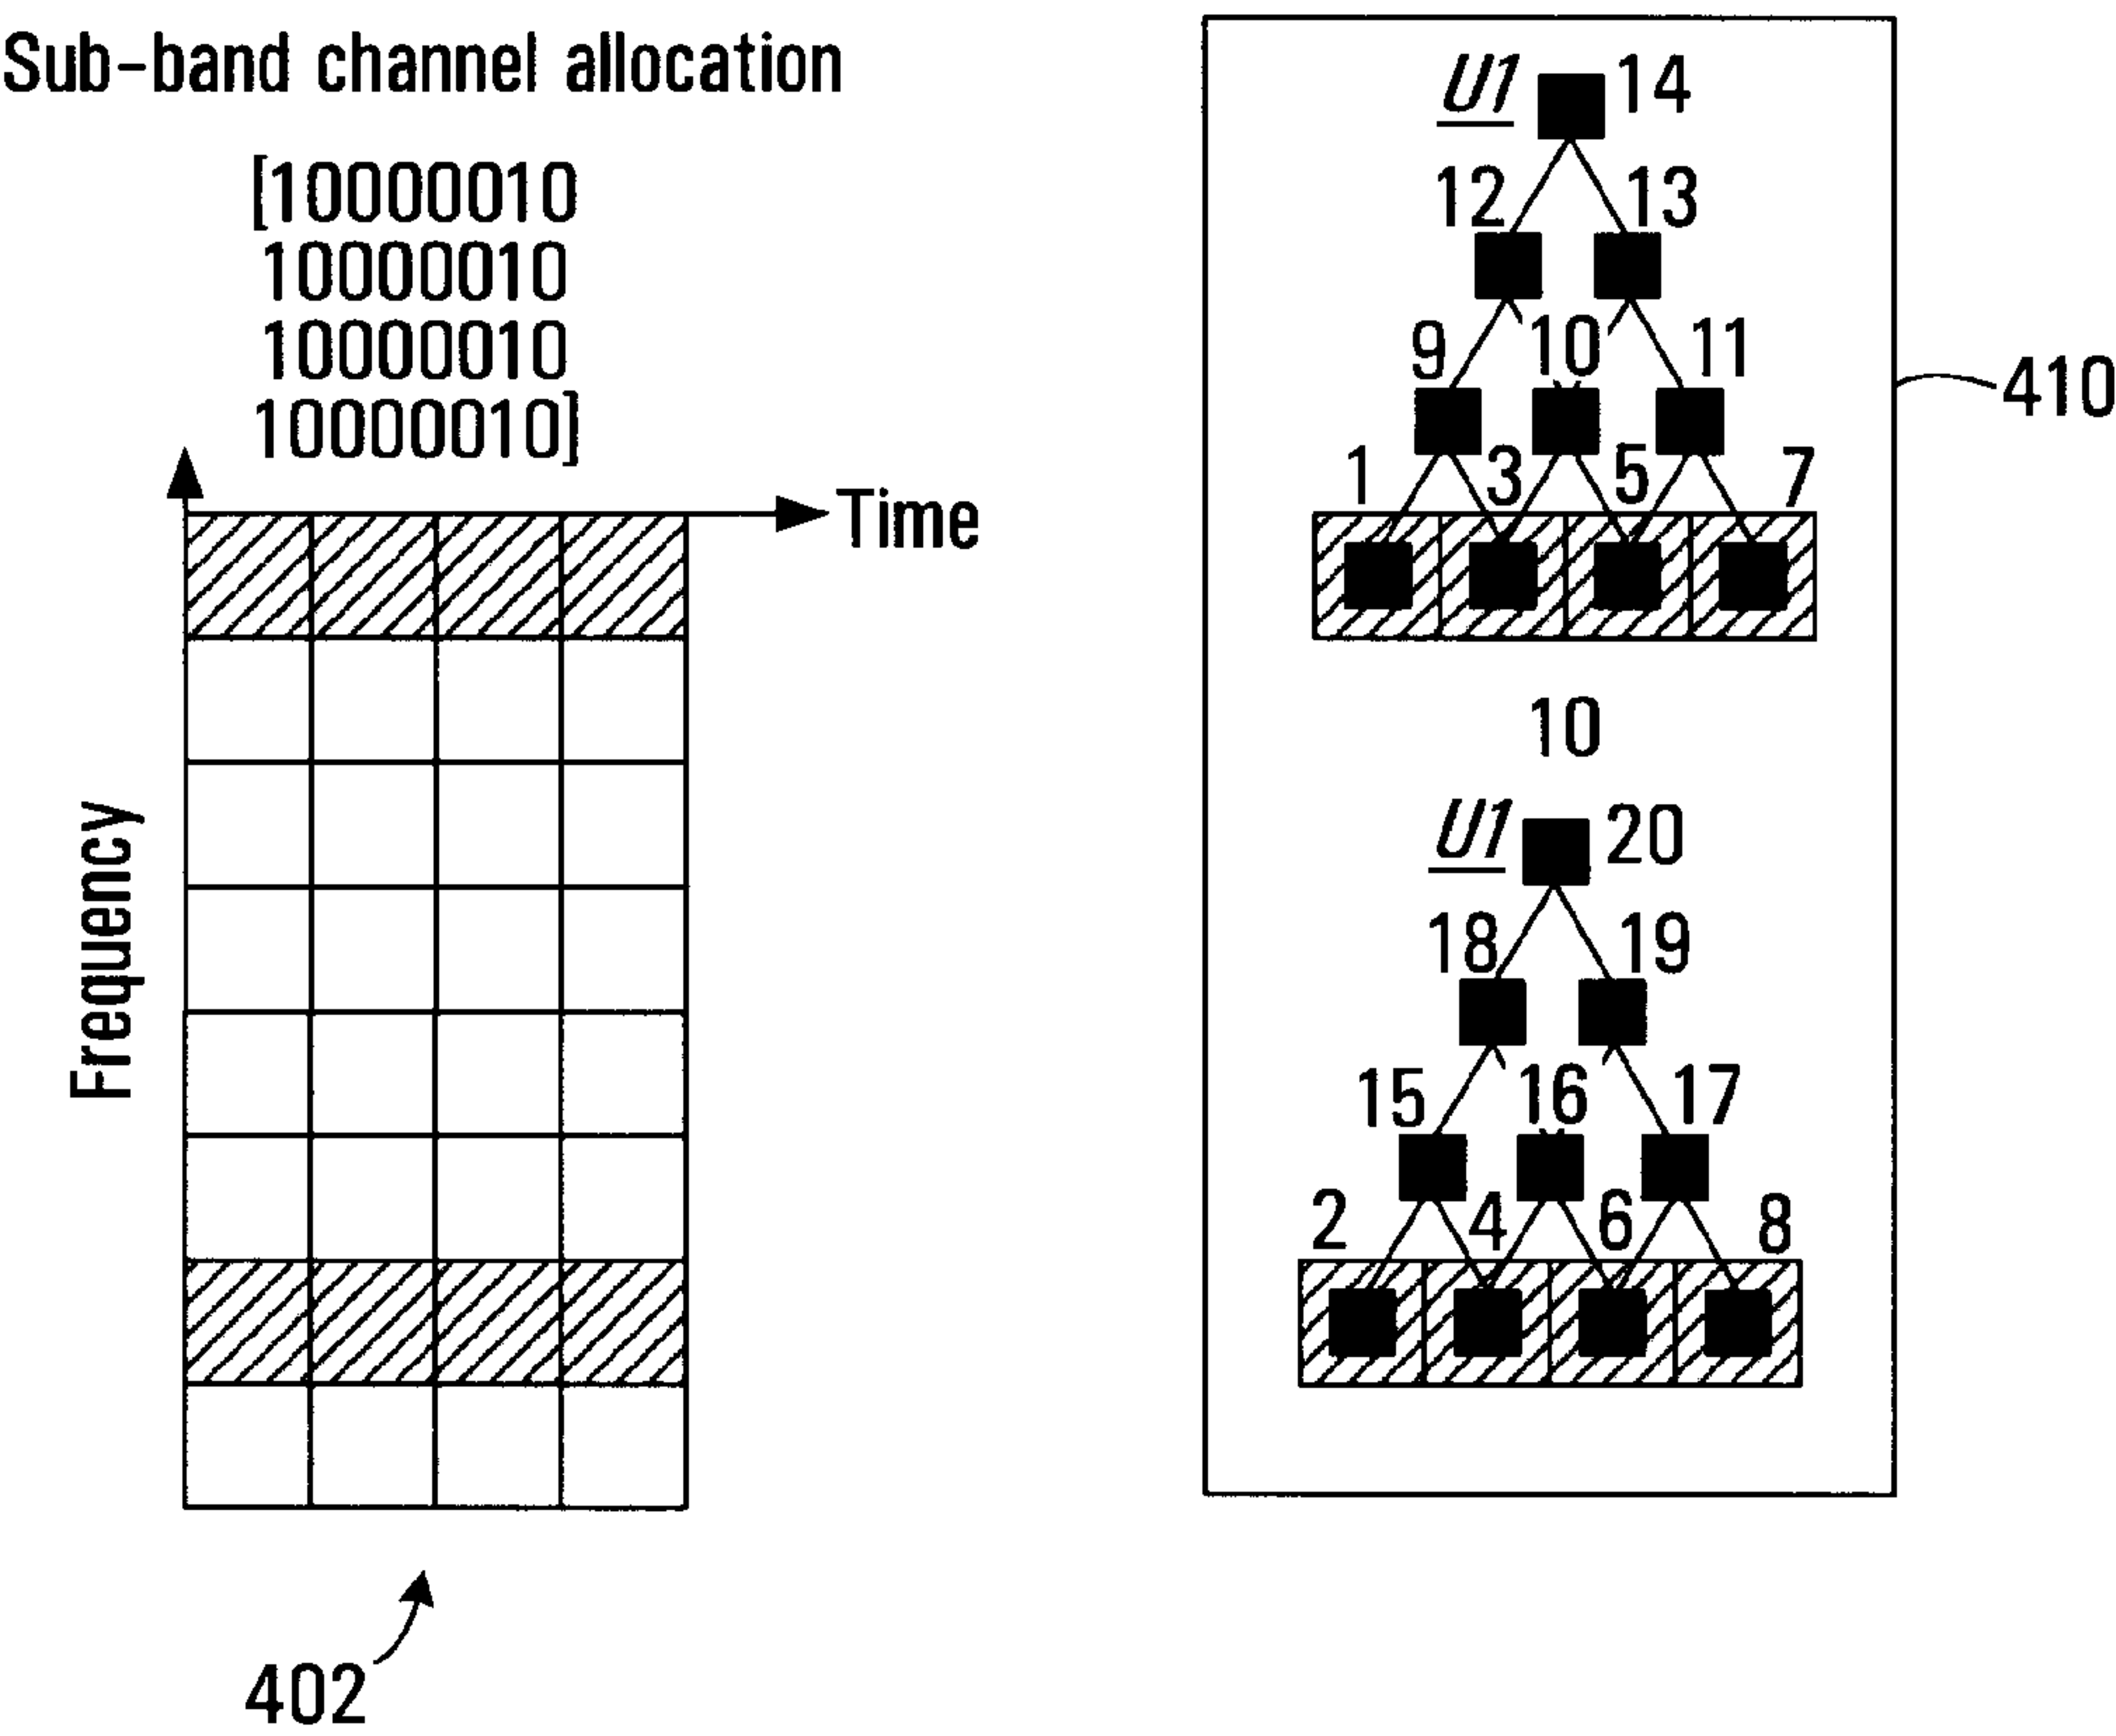 Sub-band channel allocation
[10000010
10000010
10000010
10000010]
Time
Frequency
402
U1 14
12 13
9 10 11
1 3 5 7
10
U1 20
18 19
15 16 17
2 4 6 8
410